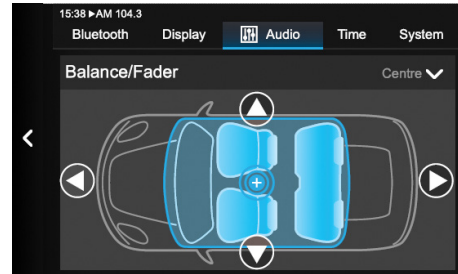 15:38 ▶AM 104.3
Bluetooth Display Audio Time System
Balance/Fader Centre